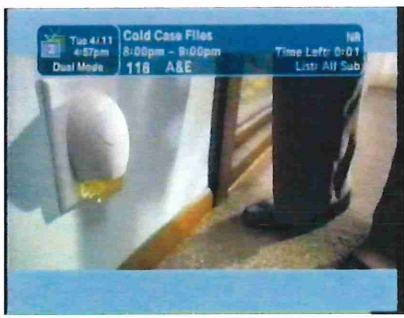 Tue 4/11
4:57pm
Dual Mode
2
Cold Case Files
NR
8:00pm - 9:00pm
Time Left: 0:01
118 A&E
List: All Sub